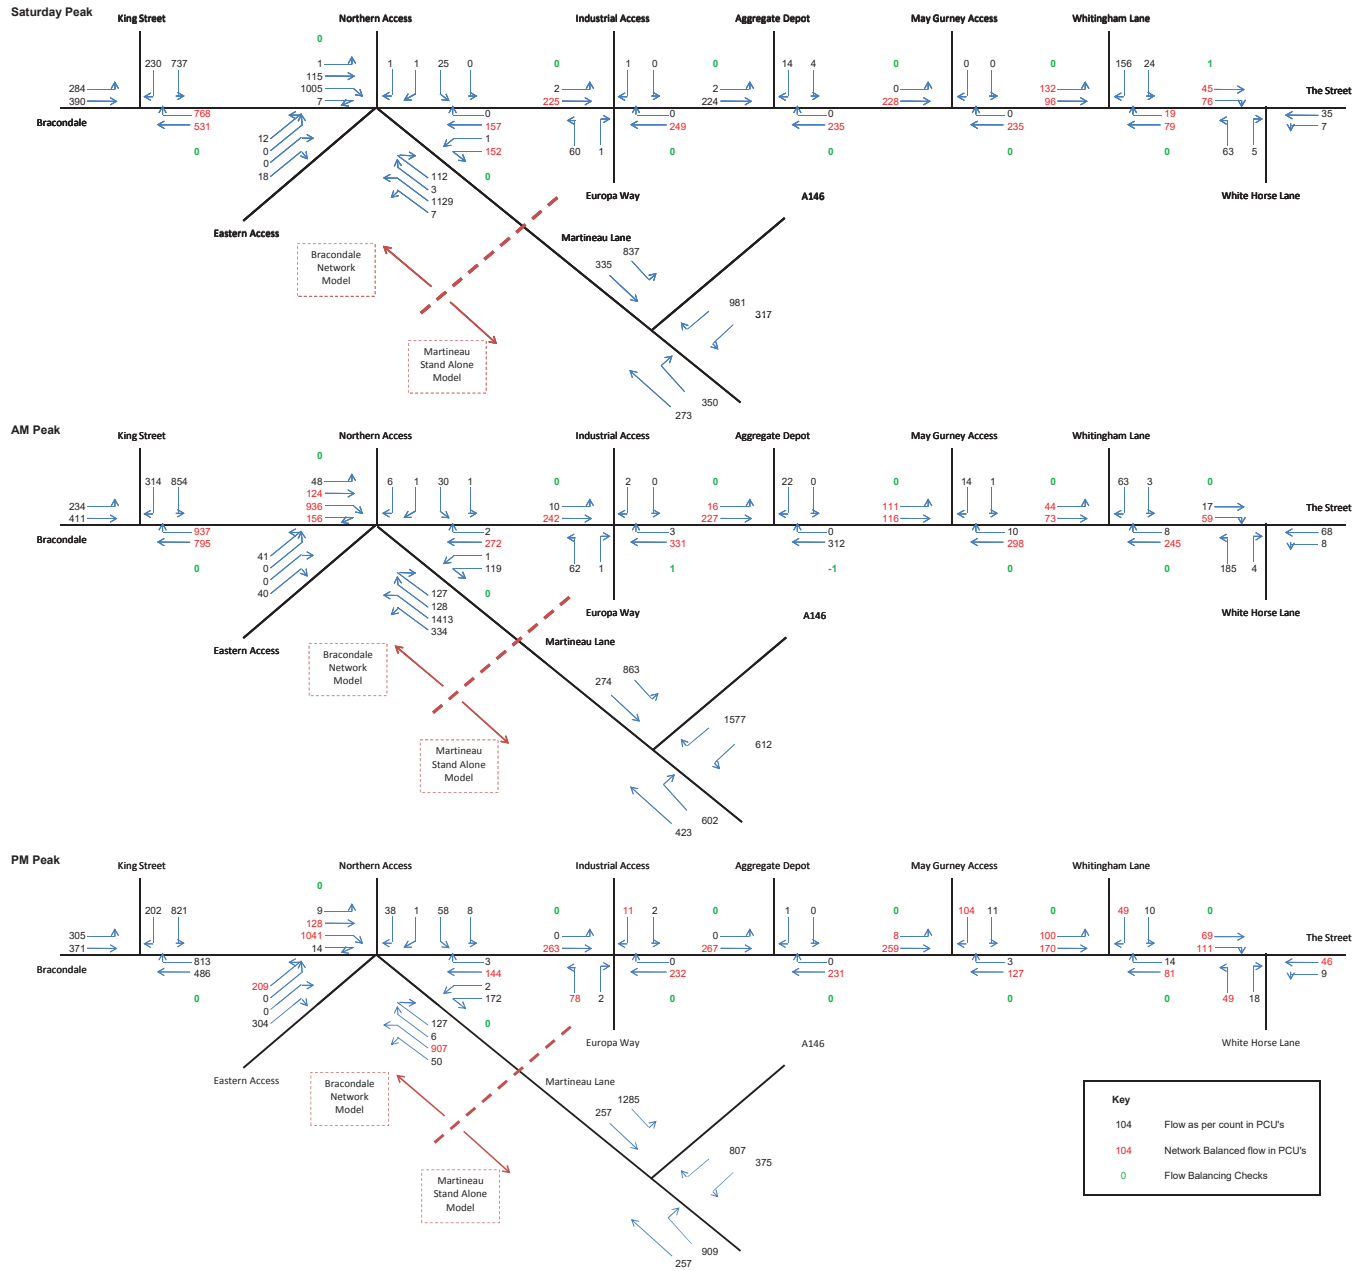 Saturday Peak
King Street
Northern Access
Industrial Access
Aggregate Depot
May Gurney Access
Whitingham Lane
0
230 737
1
1 1 25 0
0
1 0
0
14 4
0
0 0
0
156 24
1
115
284
1005
2
2
0
132
45
The Street
390
7
225
224
228
96
76
Bracondale
768
0
0
0
0
19
35
531
157
249
235
235
79
7
12
1
0
0
152
60 1
0
0
0
0
63 5
0
18
112
0
3
Europa Way
A146
White Horse Lane
1129
7
Eastern Access
Martineau Lane
Bracondale
Network
Model
837
335
981
317
Martineau
Stand Alone
Model
350
273
AM Peak
King Street
Northern Access
Industrial Access
Aggregate Depot
May Gurney Access
Whitingham Lane
0
314 854
48
6 1 30 1
0
2 0
0
22 0
0
14 1
0
63 3
0
124
234
936
10
16
111
44
17
The Street
411
156
242
227
116
73
59
Bracondale
937
2
3
0
10
8
68
795
272
331
312
298
245
8
41
1
0
0
119
62 1
1
-1
0
0
185 4
0
40
127
0
128
Europa Way
A146
White Horse Lane
1413
334
Eastern Access
Martineau Lane
Bracondale
Network
Model
863
274
1577
612
Martineau
Stand Alone
Model
602
423
PM Peak
King Street
Northern Access
Industrial Access
Aggregate Depot
May Gurney Access
Whitingham Lane
0
202 821
9
38 1 58 8
0
11 2
0
1 0
0
104 11
0
49 10
0
128
305
1041
0
0
8
100
69
The Street
371
14
263
267
259
170
111
Bracondale
813
3
0
0
3
14
46
486
144
232
231
127
81
9
209
2
0
0
172
78 2
0
0
0
0
49 18
0
304
127
0
6
Europa Way
A146
White Horse Lane
907
50
Eastern Access
Martineau Lane
Bracondale
Network
Model
1285
257
807
375
Martineau
Stand Alone
Model
909
257
Key
104 Flow as per count in PCU's
104 Network Balanced flow in PCU's
0 Flow Balancing Checks